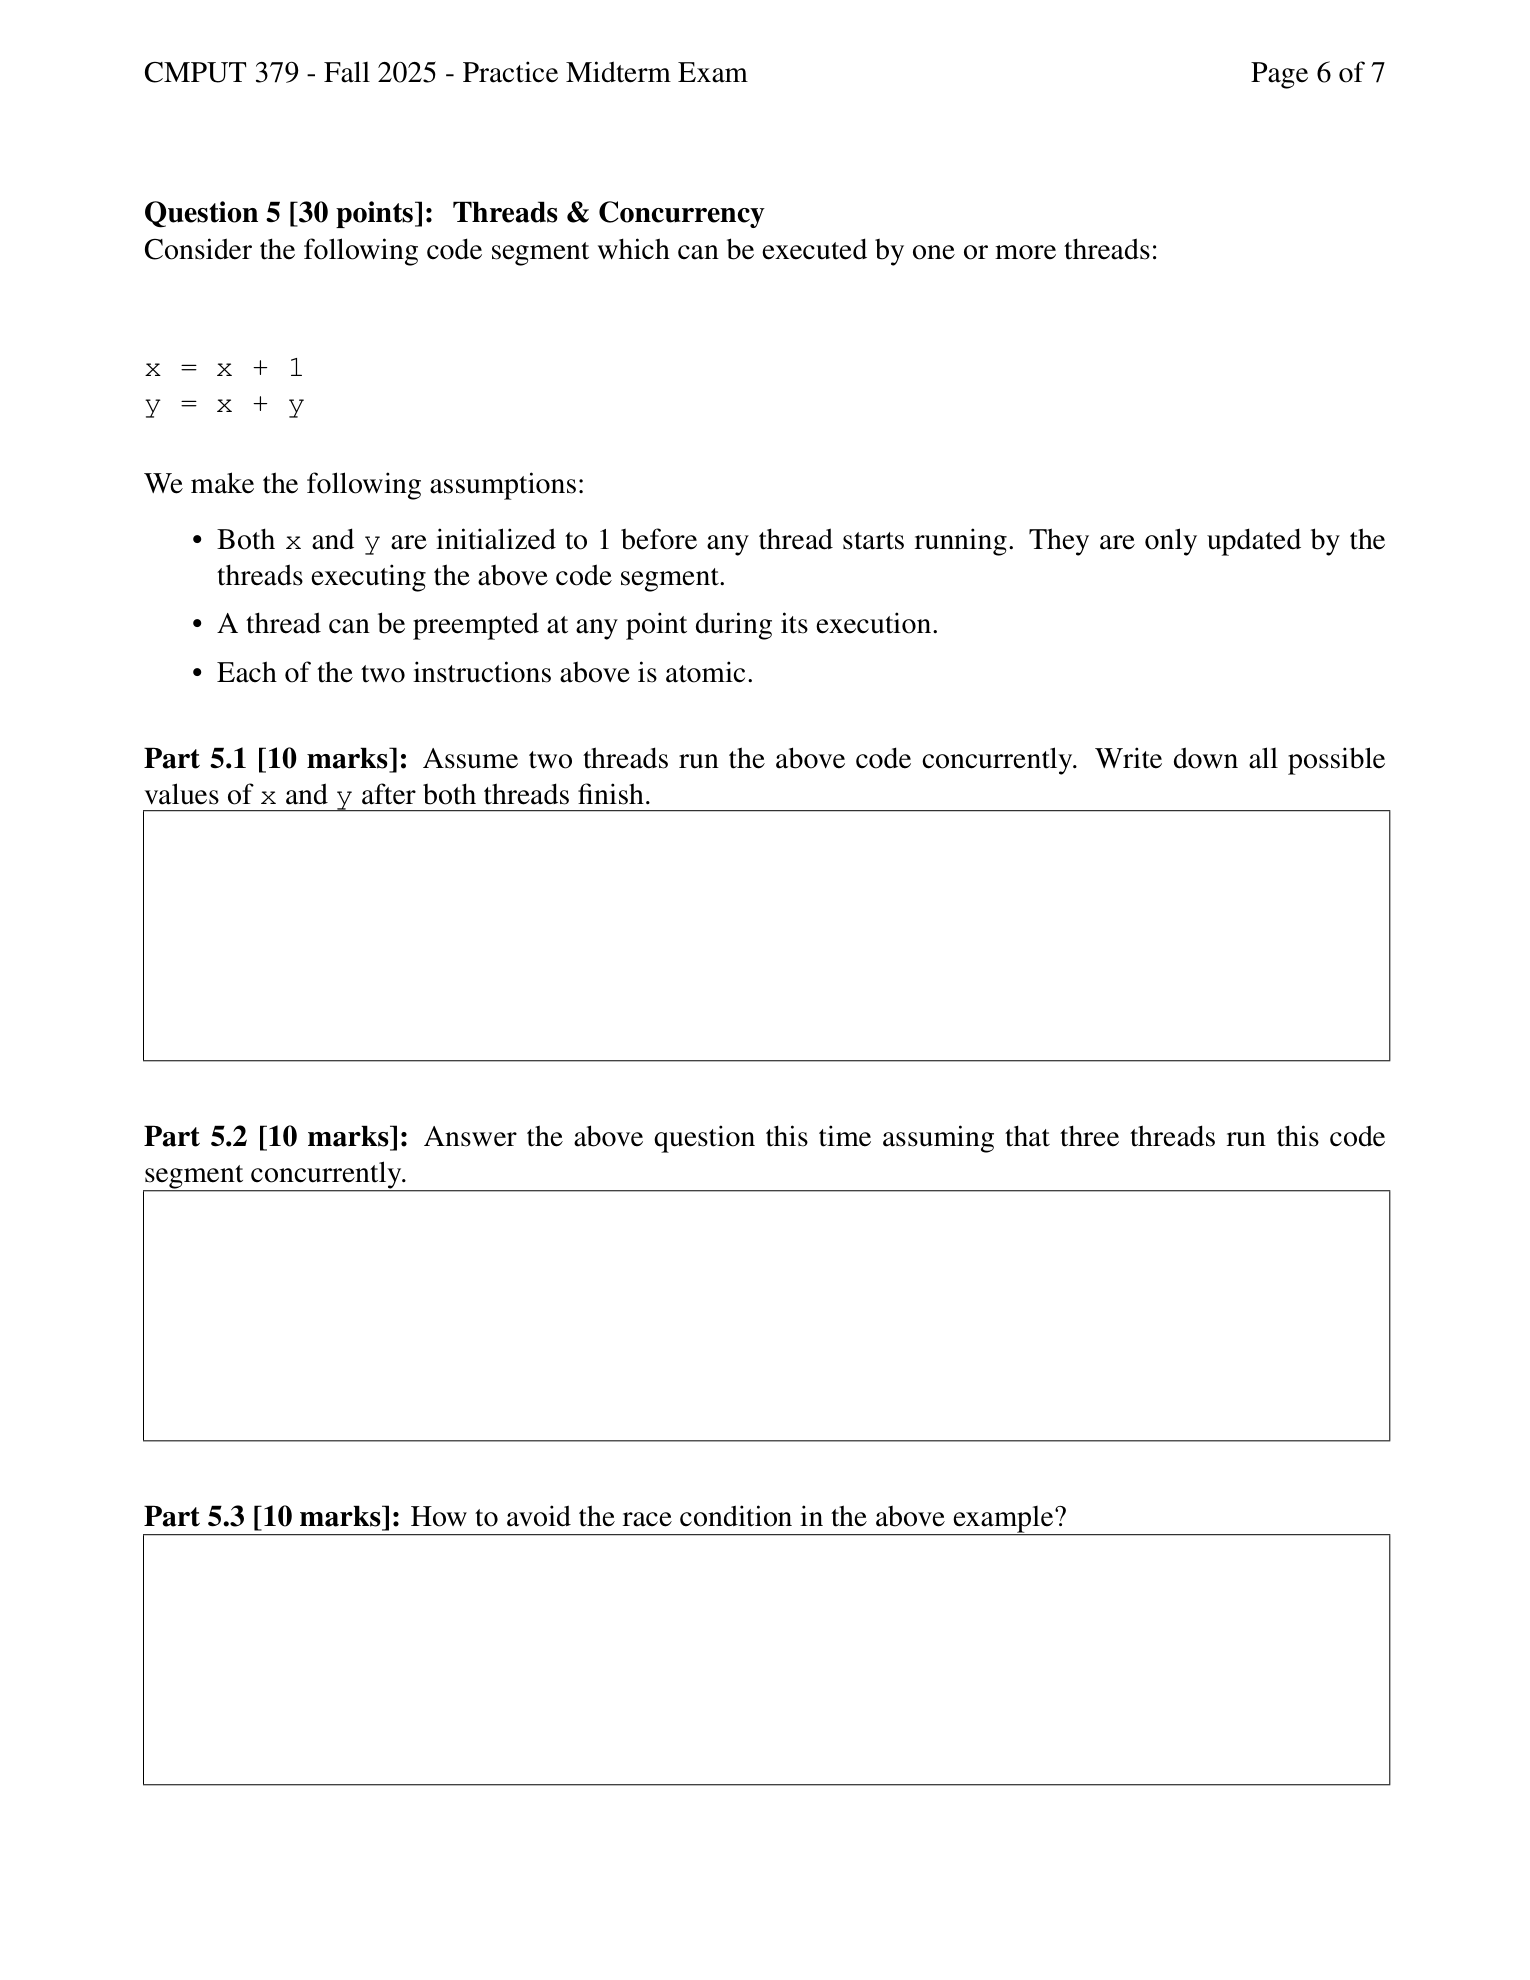 CMPUT 379 - Fall 2025 - Practice Midterm Exam Page 6 of 7
Question 5 [30 points]: Threads & Concurrency
Consider the following code segment which can be executed by one or more threads:
x = x + 1
y = x + y
We make the following assumptions:
• Both x and y are initialized to 1 before any thread starts running. They are only updated by the
threads executing the above code segment.
• A thread can be preempted at any point during its execution.
• Each of the two instructions above is atomic.
Part 5.1 [10 marks]: Assume two threads run the above code concurrently. Write down all possible
values of x and y after both threads finish.
Part 5.2 [10 marks]: Answer the above question this time assuming that three threads run this code
segment concurrently.
Part 5.3 [10 marks]: How to avoid the race condition in the above example?